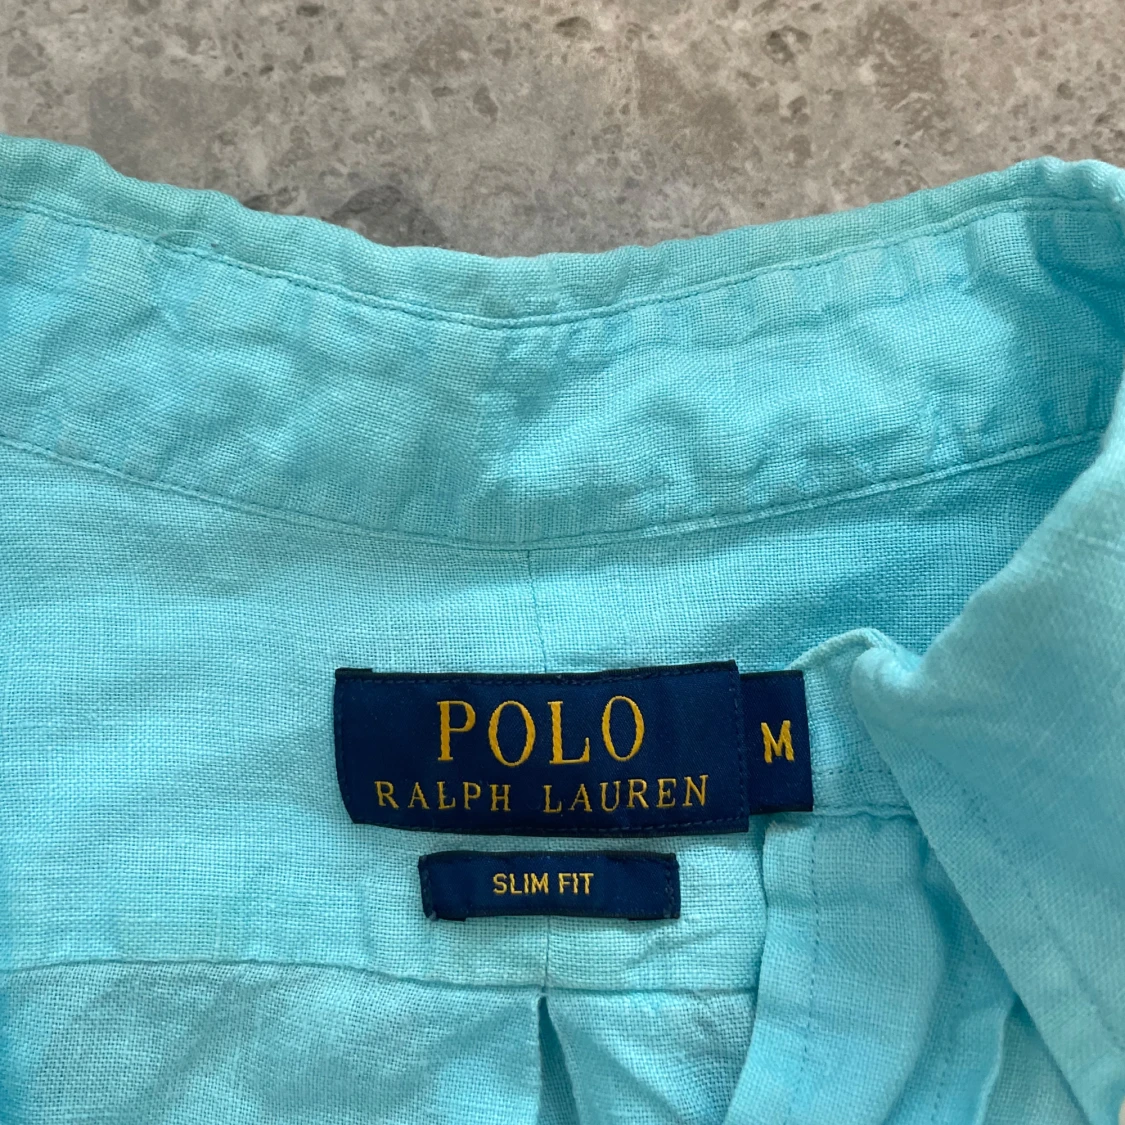 POLO
RALPH LAUREN
M
SLIM FIT